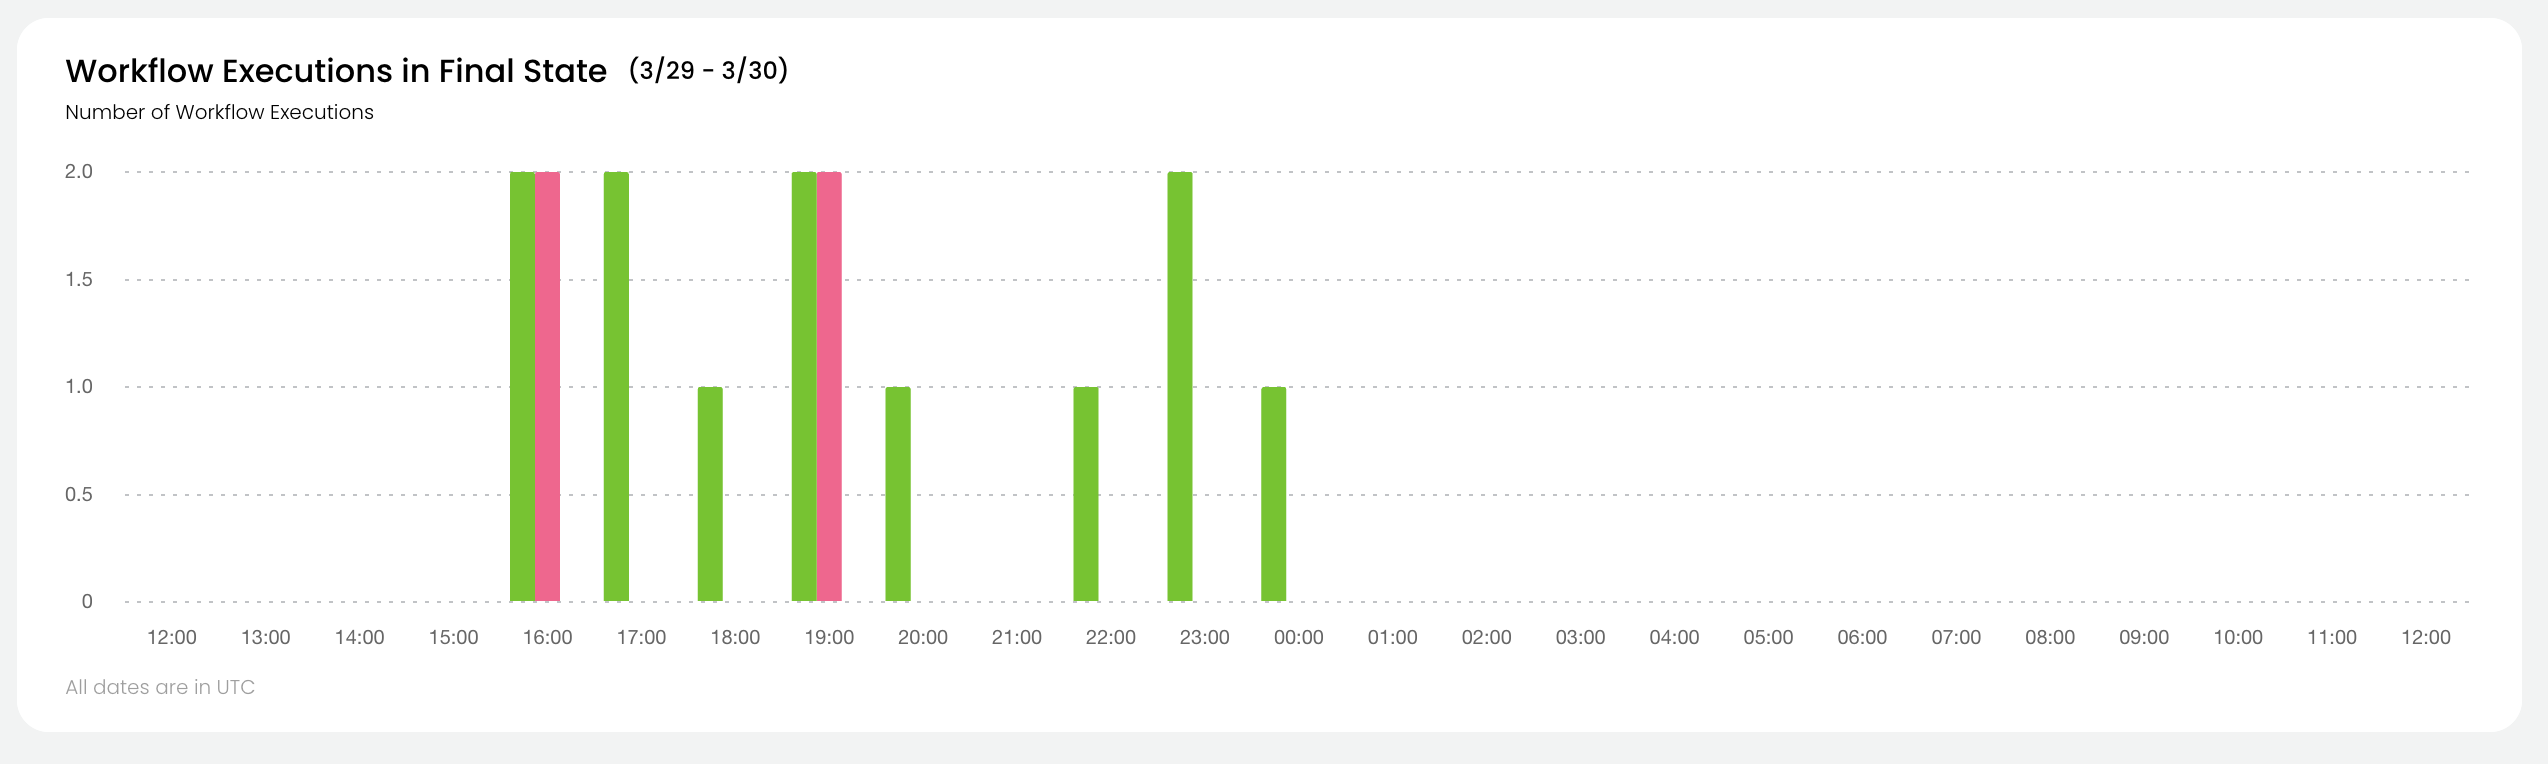 Workflow Executions in Final State (3/29 - 3/30)
Number of Workflow Executions
2.0
1.5
1.0
0.5
0
12:00 13:00 14:00 15:00 16:00 17:00 18:00 19:00 20:00 21:00 22:00 23:00 00:00 01:00 02:00 03:00 04:00 05:00 06:00 07:00 08:00 09:00 10:00 11:00 12:00
All dates are in UTC